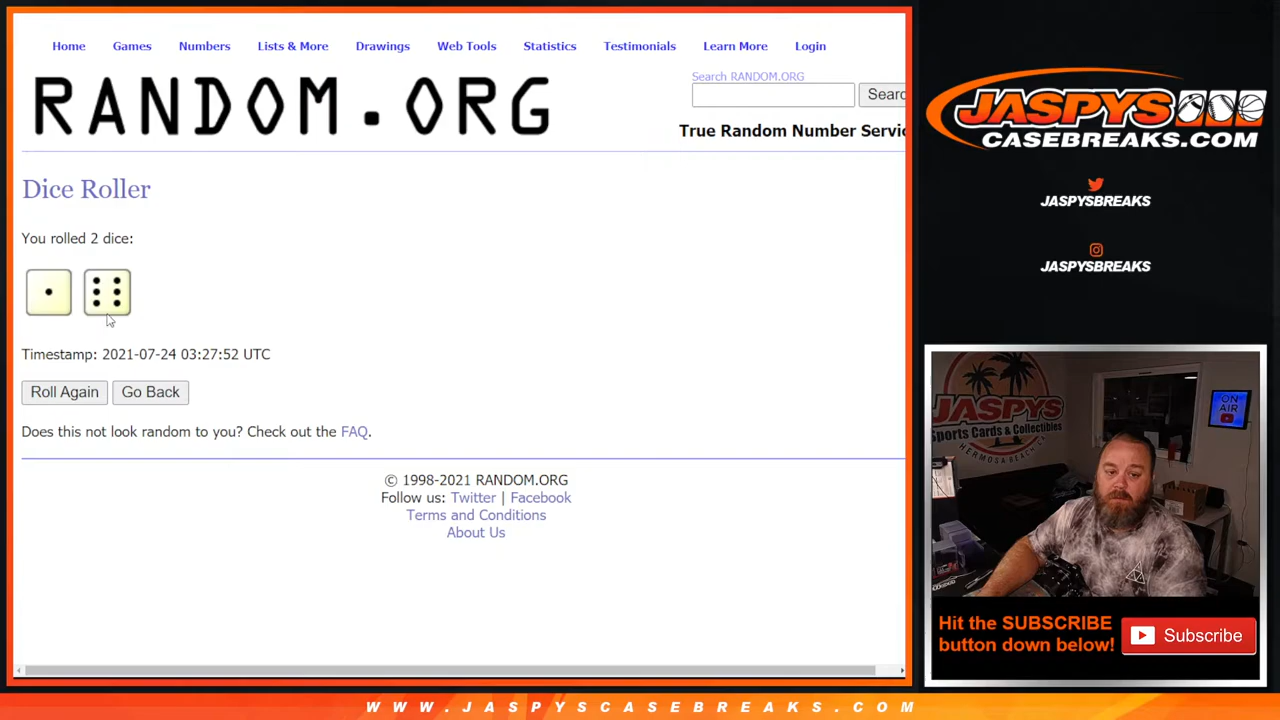 Home Games Numbers Lists & More Drawings Web Tools Statistics Testimonials Learn More Login
RANDOM.ORG
Search RANDOM.ORG
Searc
True Random Number Servic
Dice Roller
You rolled 2 dice:
Timestamp: 2021-07-24 03:27:52 UTC
Roll Again Go Back
Does this not look random to you? Check out the FAQ.
© 1998-2021 RANDOM.ORG
Follow us: Twitter | Facebook
Terms and Conditions
About Us
JASPYS
CASEBREAKS.COM
JASPYSBREAKS
JASPYSBREAKS
JASPYS
Sports Cards & Collectibles
HERMOSA BEACH
ON
AIR
Hit the SUBSCRIBE
button down below!
Subscribe
WWW.JASPYSCASEBREAKS.COM